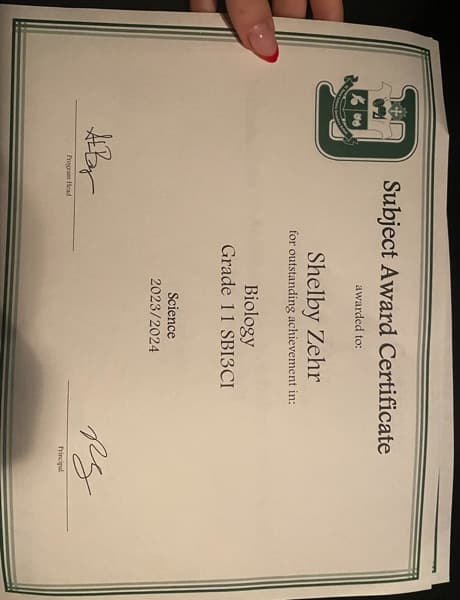 Subject Award Certificate
awarded to:
Shelby Zehr
for outstanding achievement in:
Biology
Grade 11 SBI3CI
Science
2023/2024
Program Head
Principal